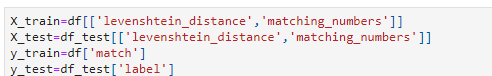 X_train=df[['levenshtein_distance','matching_numbers']]
X_test=df_test[['levenshtein_distance','matching_numbers']]
y_train=df['match']
y_test=df_test['label']